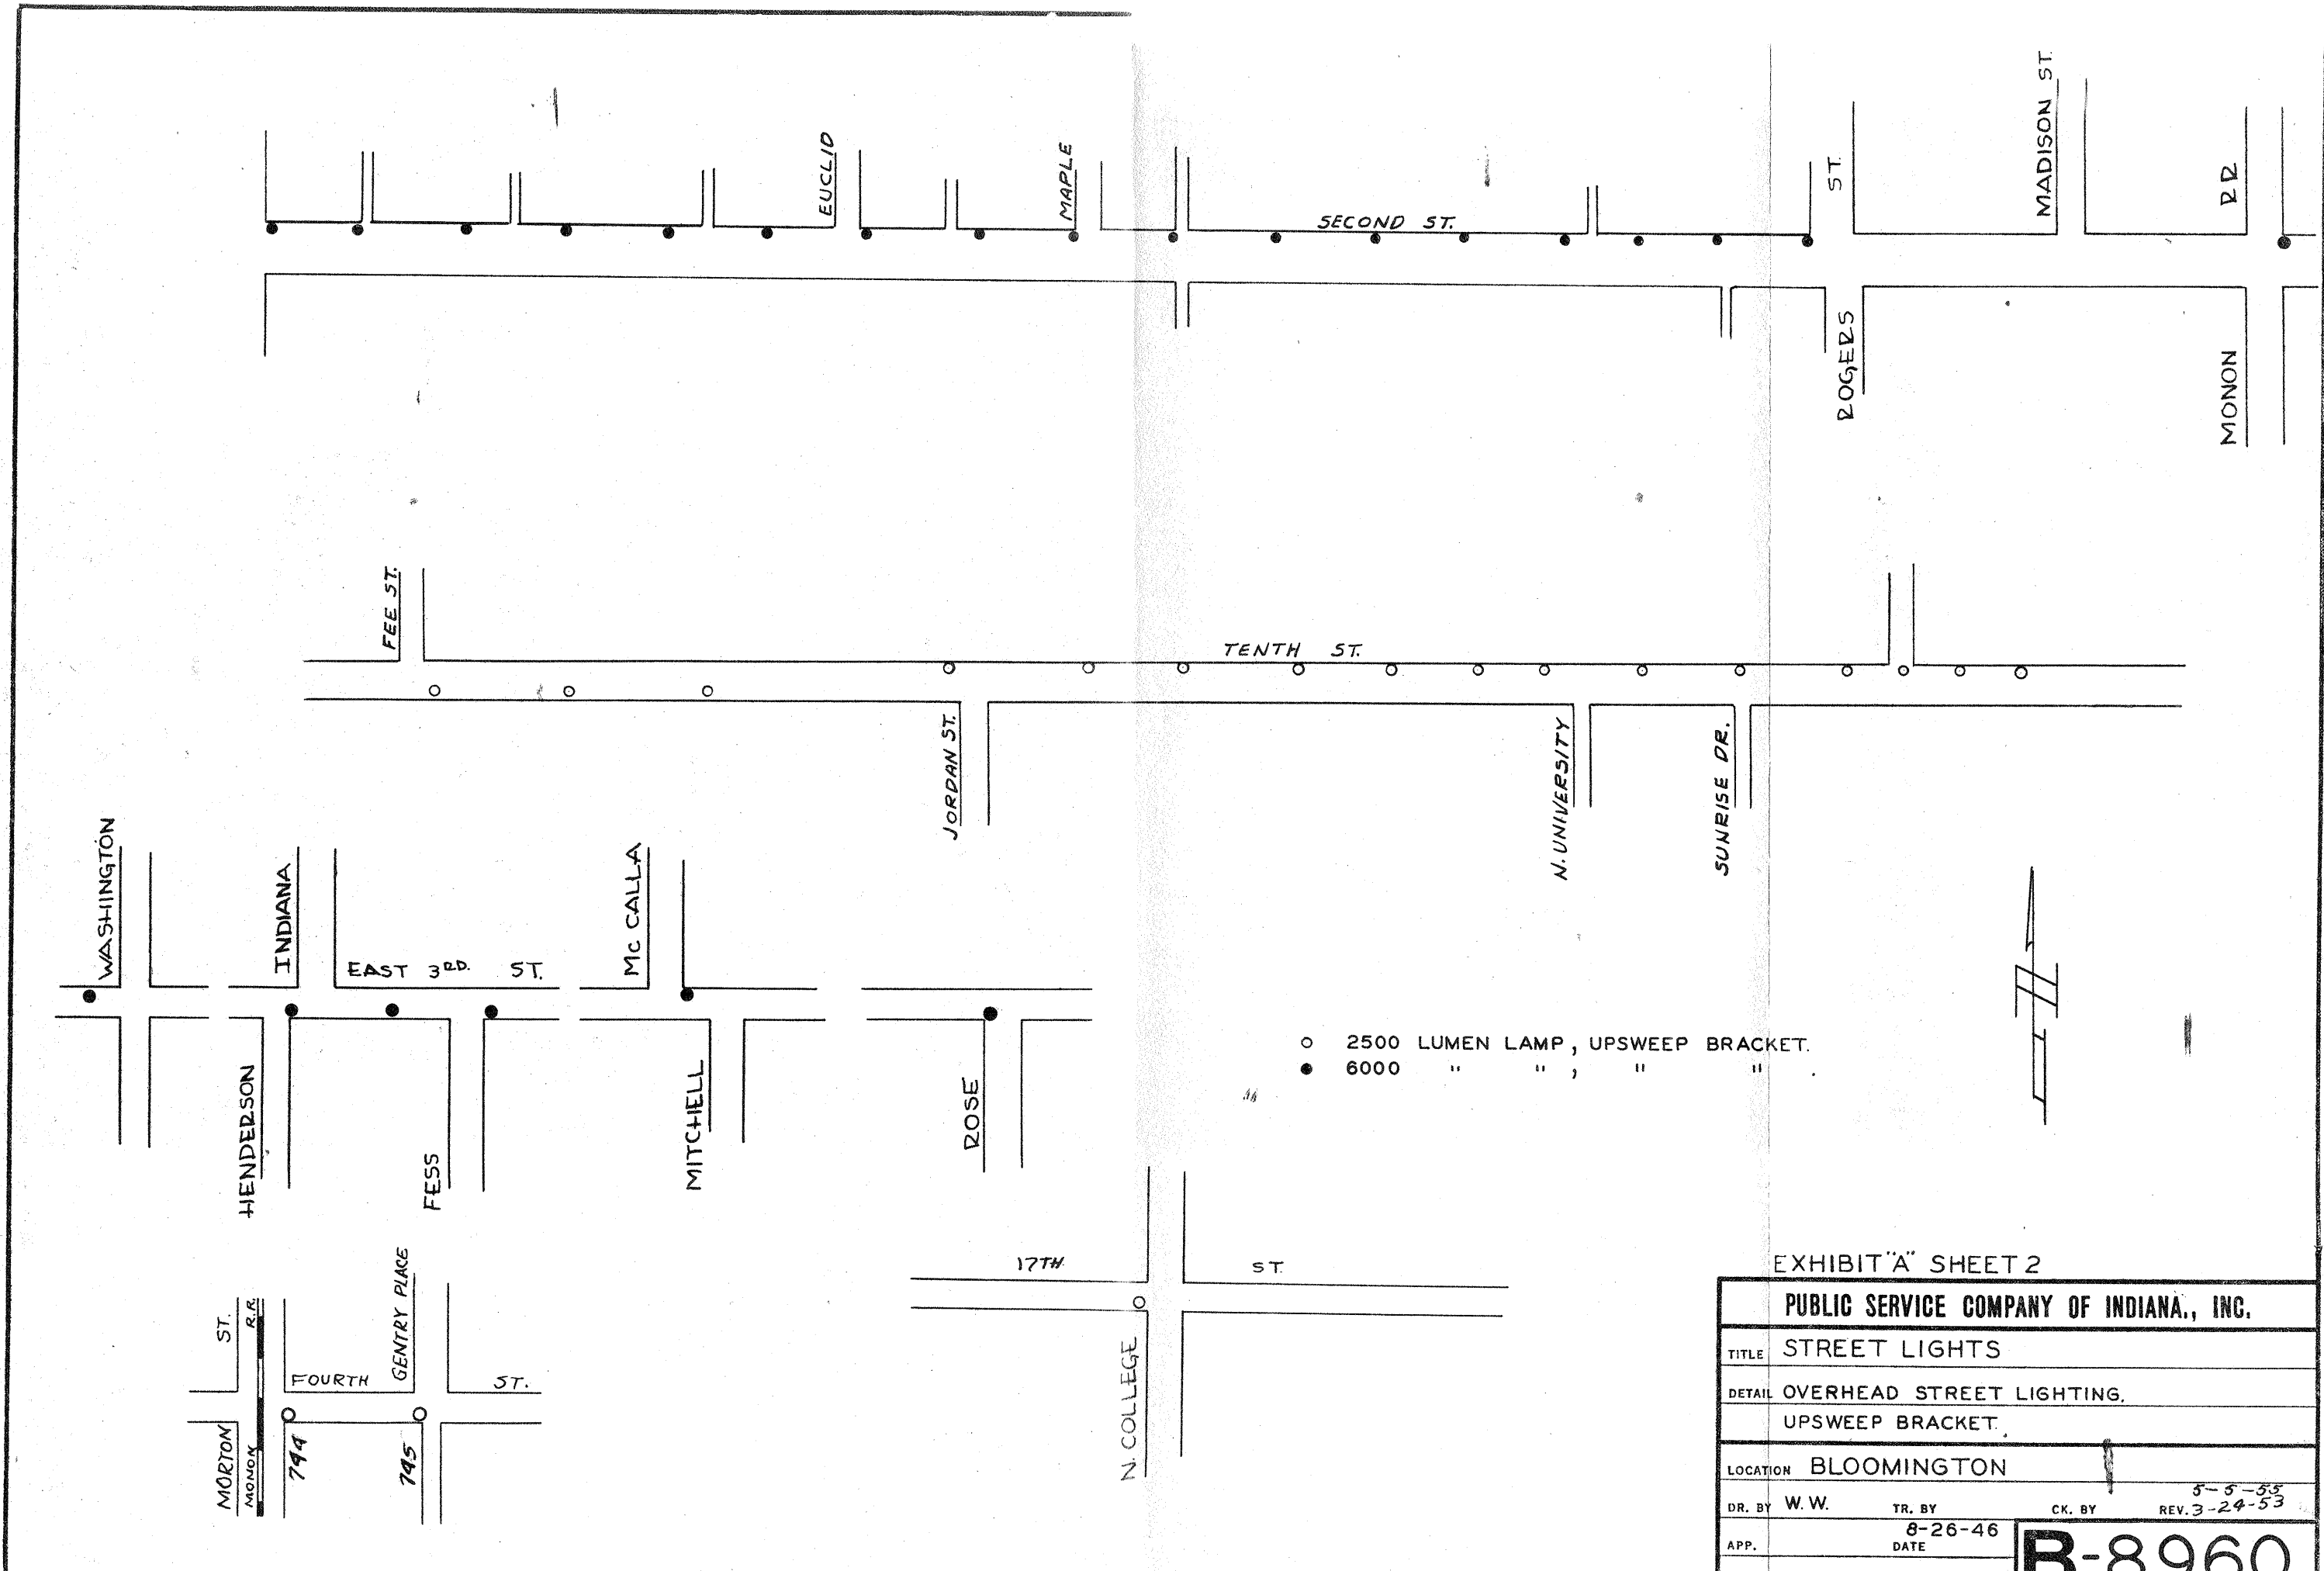 EUCLID
MAPLE
SECOND ST.
ST.
MADISON ST.
RR
ROGERS
MONON
FEE ST.
TENTH ST.
JORDAN ST.
N. UNIVERSITY
SUNRISE DR.
WASHINGTON
INDIANA
EAST 3RD. ST.
Mc CALLA
HENDERSON
FESS
MITCHELL
ROSE
2500 LUMEN LAMP, UPSWEEP BRACKET.
6000 " " , " " .
17TH ST
N. COLLEGE
ST.
R.R.
GENTRY PLACE
FOURTH ST.
MORTON
MONON
744
745
EXHIBIT "A" SHEET 2
PUBLIC SERVICE COMPANY OF INDIANA., INC.
TITLE STREET LIGHTS
DETAIL OVERHEAD STREET LIGHTING.
UPSWEEP BRACKET.
LOCATION BLOOMINGTON
5-5-55
DR. BY W. W. TR. BY CK. BY REV. 3-24-53
8-26-46
APP. DATE
B-8960